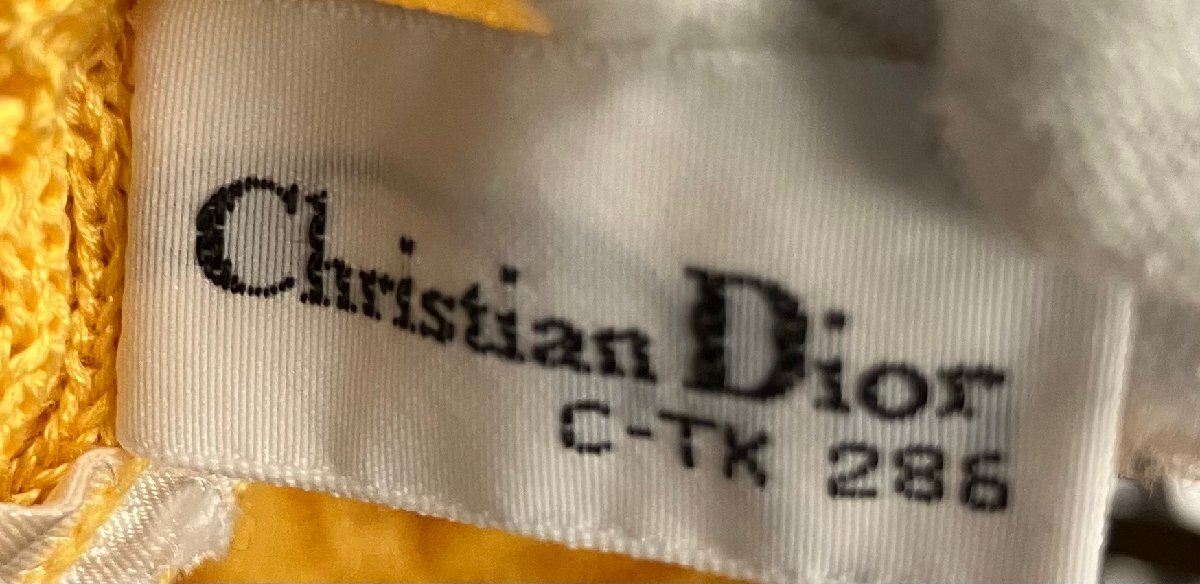 Christian Dior
C-TK 286